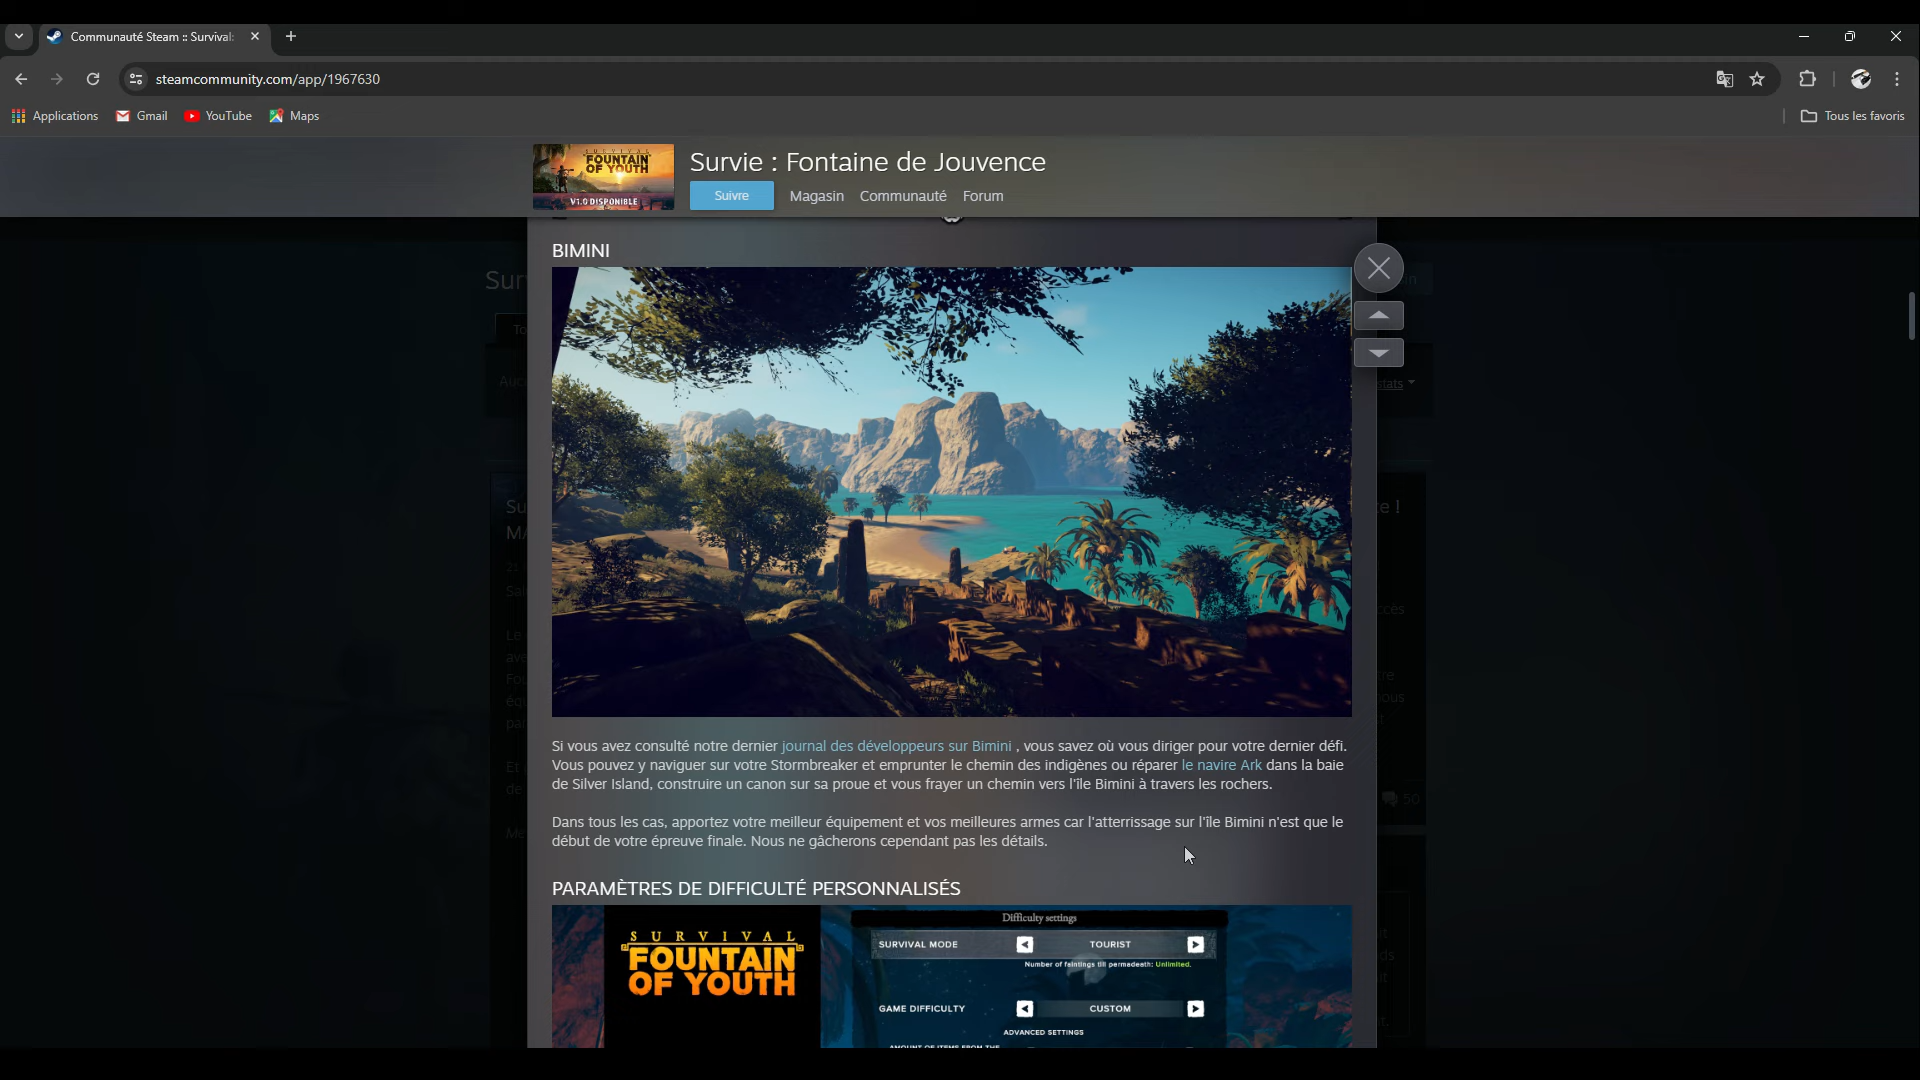 Communauté Steam :: Survival:
steamcommunity.com/app/1967630
Applications
Gmail
YouTube
Maps
Tous les favoris
SURVIVAL
FOUNTAIN
OF YOUTH
V1.0 DISPONIBLE
Survie : Fontaine de Jouvence
Suivre
Magasin
Communauté
Forum
BIMINI
Si vous avez consulté notre dernier journal des développeurs sur Bimini , vous savez où vous diriger pour votre dernier défi.
Vous pouvez y naviguer sur votre Stormbreaker et emprunter le chemin des indigènes ou réparer le navire Ark dans la baie
de Silver Island, construire un canon sur sa proue et vous frayer un chemin vers l'île Bimini à travers les rochers.
Dans tous les cas, apportez votre meilleur équipement et vos meilleures armes car l'atterrissage sur l'île Bimini n'est que le
début de votre épreuve finale. Nous ne gâcherons cependant pas les détails.
50
PARAMÈTRES DE DIFFICULTÉ PERSONNALISÉS
SURVIVAL
FOUNTAIN
OF YOUTH
Difficulty settings
SURVIVAL MODE
TOURIST
Number of faintings till permadeath: Unlimited.
GAME DIFFICULTY
CUSTOM
ADVANCED SETTINGS
AMOUNT OF ITEMS FROM THE